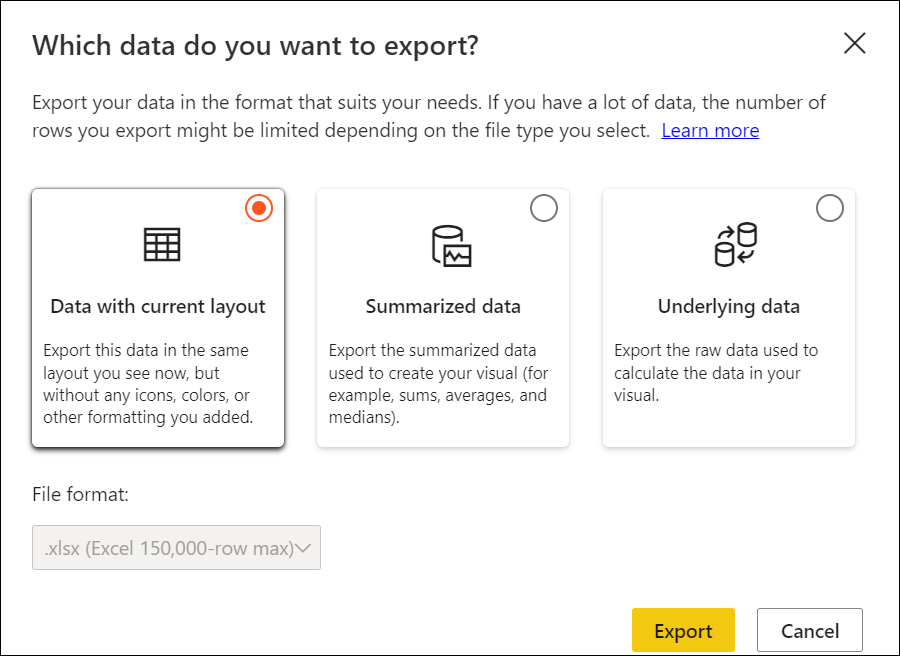 Which data do you want to export?
Export your data in the format that suits your needs. If you have a lot of data, the number of
rows you export might be limited depending on the file type you select. Learn more
Data with current layout
Export this data in the same
layout you see now, but
without any icons, colors, or
other formatting you added.
Summarized data
Export the summarized data
used to create your visual (for
example, sums, averages, and
medians).
Underlying data
Export the raw data used to
calculate the data in your
visual.
File format:
.xlsx (Excel 150,000-row max)
Export
Cancel